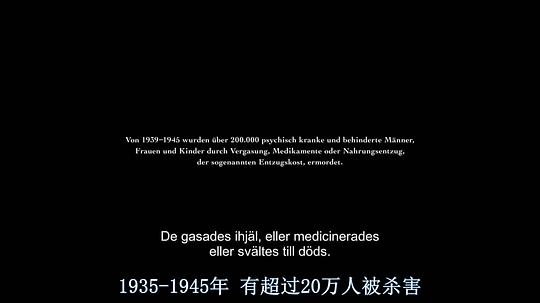 Von 1939–1945 wurden über 200.000 psychisch kranke und behinderte Männer,
Frauen und Kinder durch Vergasung, Medikamente oder Nahrungsentzug,
der sogenannten Entzugskost, ermordet.
De gasades ihjäl, eller medicinerades
eller svältes till döds.
1935-1945年 有超过20万人被杀害